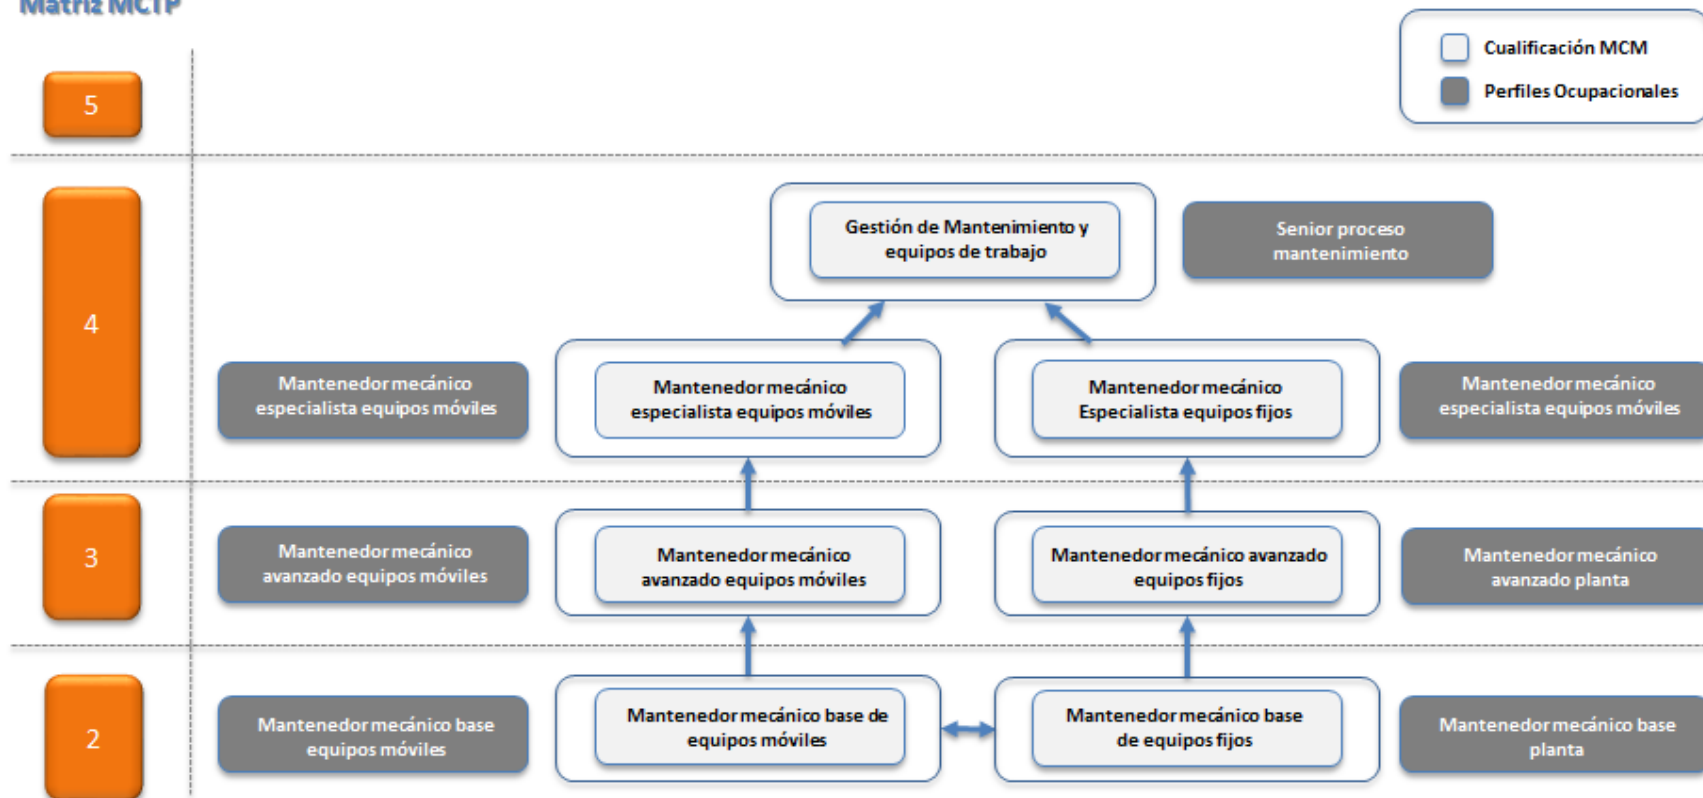 Matriz MCTP
Cualificación MCM
Perfiles Ocupacionales
5
4
Gestión de Mantenimiento y
equipos de trabajo
Senior proceso
mantenimiento
Mantenedor mecánico
especialista equipos móviles
Mantenedor mecánico
especialista equipos móviles
Mantenedor mecánico
Especialista equipos fijos
Mantenedor mecánico
especialista equipos móviles
3
Mantenedor mecánico
avanzado equipos móviles
Mantenedor mecánico
avanzado equipos móviles
Mantenedor mecánico avanzado
equipos fijos
Mantenedor mecánico
avanzado planta
2
Mantenedor mecánico base
equipos móviles
Mantenedor mecánico base de
equipos móviles
Mantenedor mecánico base
de equipos fijos
Mantenedor mecánico base
planta